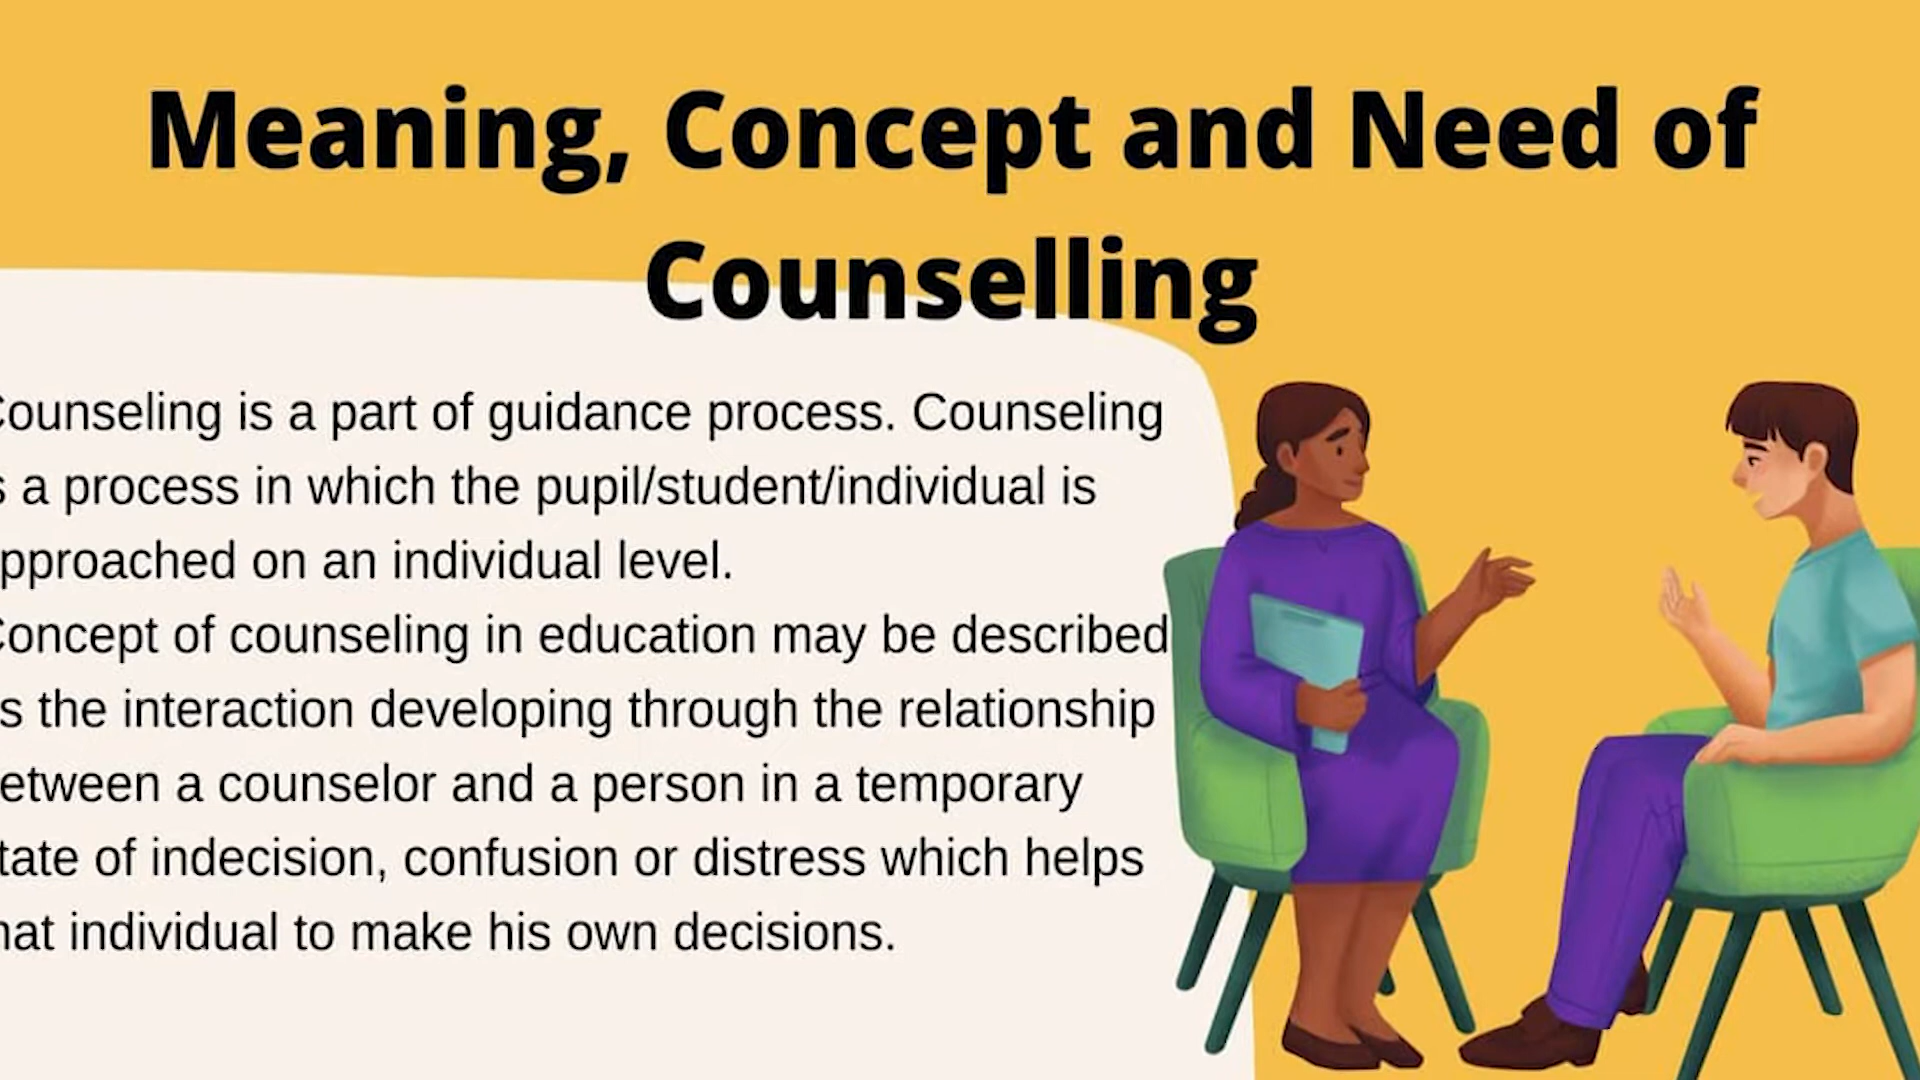 Meaning, Concept and Need of
Counselling
Counseling is a part of guidance process. Counseling
s a process in which the pupil/student/individual is
pproached on an individual level.
Concept of counseling in education may be described
s the interaction developing through the relationship
etween a counselor and a person in a temporary
tate of indecision, confusion or distress which helps
hat individual to make his own decisions.